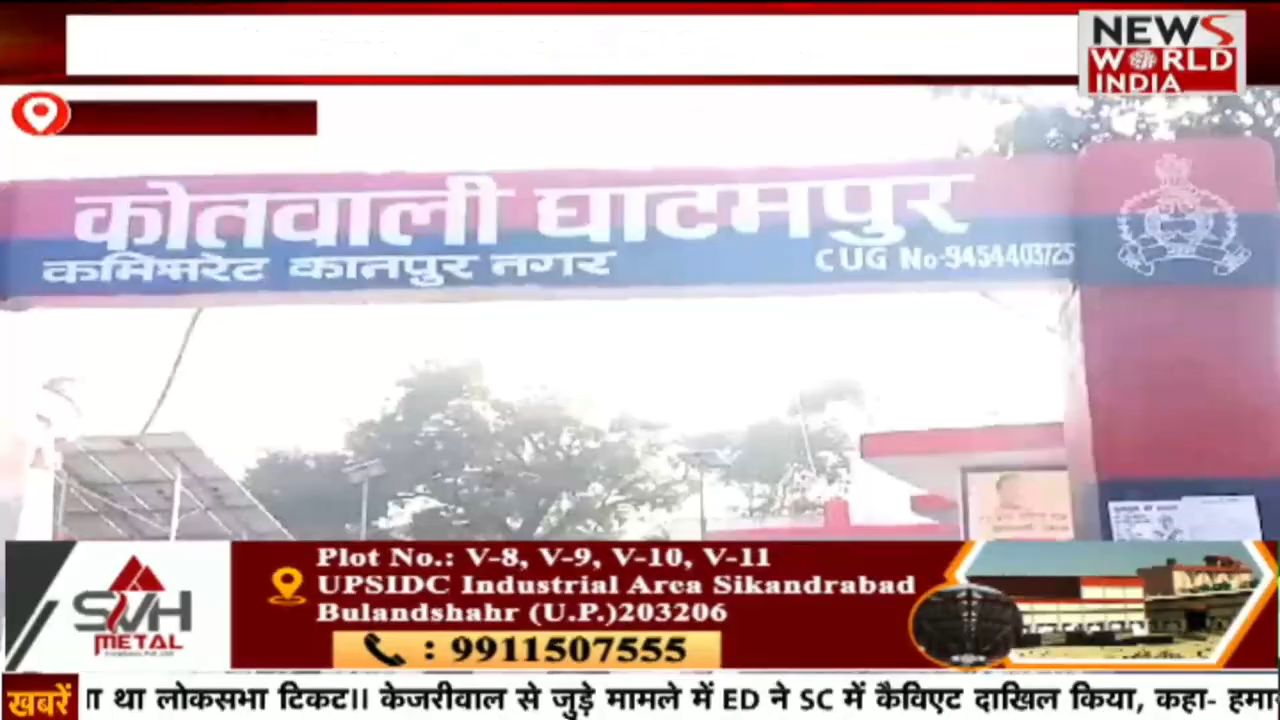 NEWS
WORLD
INDIA
कोतवाली घाटमपुर
कमिश्नरेट कानपुर नगर
CUG No-9454403725
Plot No.: V-8, V-9, V-10, V-11
UPSIDC Industrial Area Sikandrabad
Bulandshahr (U.P.)203206
: 9911507555
SVH
METAL
खबरें
था लोकसभा टिकट।। केजरीवाल से जुड़े मामले में ED ने SC में कैविएट दाखिल किया, कहा- हमा